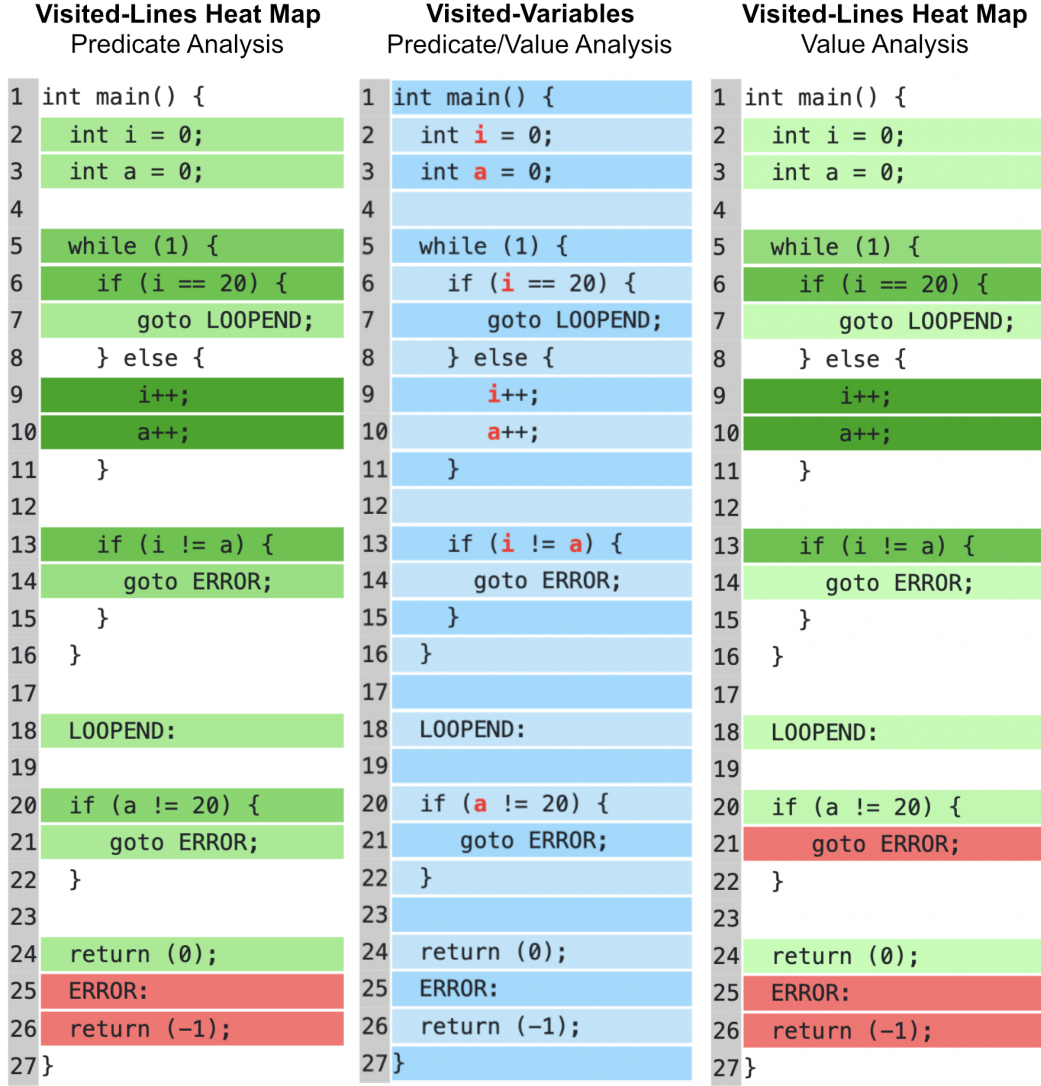 Visited-Lines Heat Map
Predicate Analysis
1 int main() {
2 int i = 0;
3 int a = 0;
4
5 while (1) {
6 if (i == 20) {
7 goto LOOPEND;
8 } else {
9 i++;
10 a++;
11 }
12
13 if (i != a) {
14 goto ERROR;
15 }
16 }
17
18 LOOPEND:
19
20 if (a != 20) {
21 goto ERROR;
22 }
23
24 return (0);
25 ERROR:
26 return (-1);
27 }
Visited-Variables
Predicate/Value Analysis
1 int main() {
2 int i = 0;
3 int a = 0;
4
5 while (1) {
6 if (i == 20) {
7 goto LOOPEND;
8 } else {
9 i++;
10 a++;
11 }
12
13 if (i != a) {
14 goto ERROR;
15 }
16 }
17
18 LOOPEND:
19
20 if (a != 20) {
21 goto ERROR;
22 }
23
24 return (0);
25 ERROR:
26 return (-1);
27 }
Visited-Lines Heat Map
Value Analysis
1 int main() {
2 int i = 0;
3 int a = 0;
4
5 while (1) {
6 if (i == 20) {
7 goto LOOPEND;
8 } else {
9 i++;
10 a++;
11 }
12
13 if (i != a) {
14 goto ERROR;
15 }
16 }
17
18 LOOPEND:
19
20 if (a != 20) {
21 goto ERROR;
22 }
23
24 return (0);
25 ERROR:
26 return (-1);
27 }